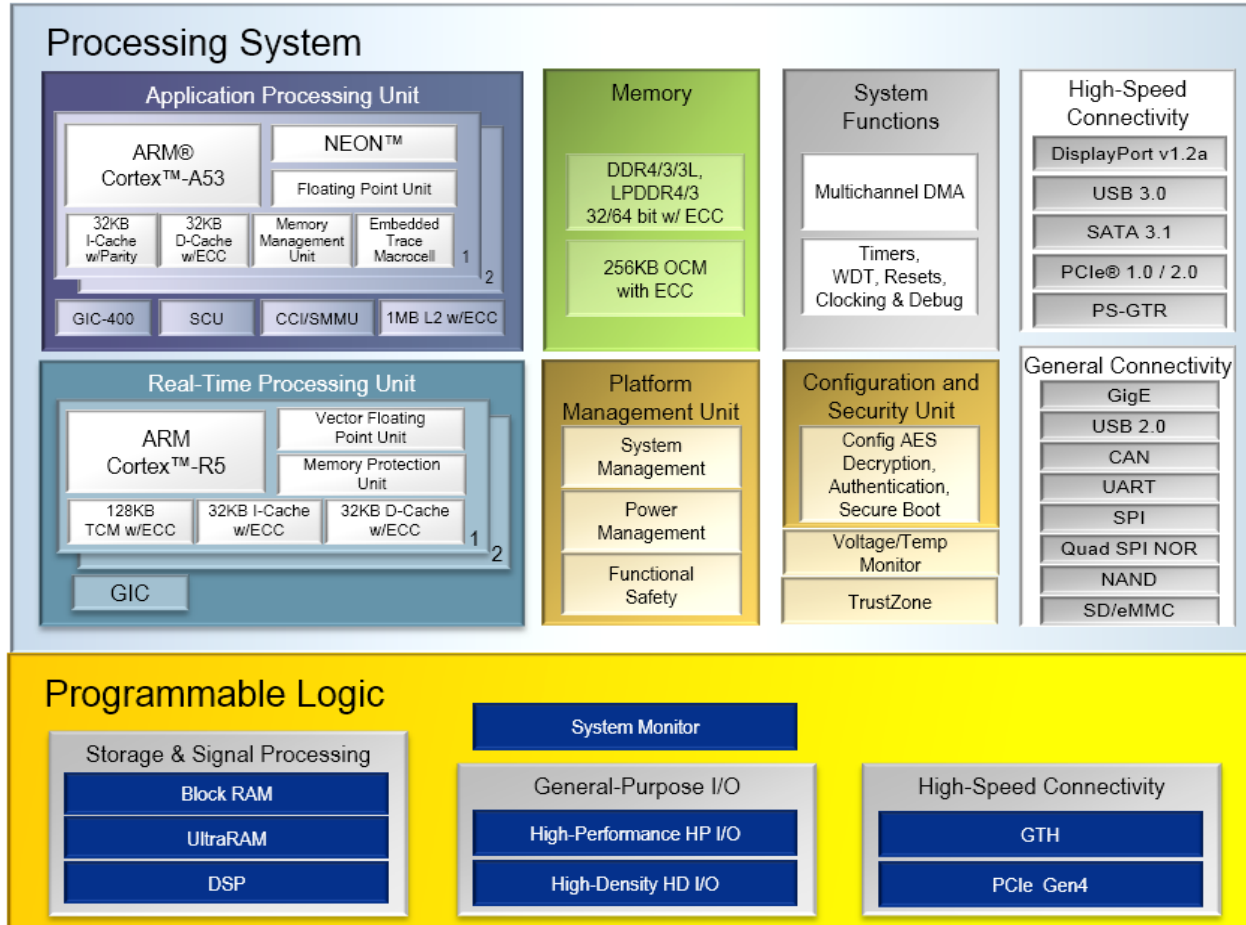 Processing System
Application Processing Unit
ARM®
Cortex™-A53
NEON™
Floating Point Unit
32KB
I-Cache
w/Parity
32KB
D-Cache
w/ECC
Memory
Management
Unit
Embedded
Trace
Macrocell
1
2
GIC-400
SCU
CCI/SMMU
1MB L2 w/ECC
Memory
DDR4/3/3L,
LPDDR4/3
32/64 bit w/ ECC
256KB OCM
with ECC
System
Functions
Multichannel DMA
Timers,
WDT, Resets,
Clocking & Debug
High-Speed
Connectivity
DisplayPort v1.2a
USB 3.0
SATA 3.1
PCIe® 1.0 / 2.0
PS-GTR
Real-Time Processing Unit
ARM
Cortex™-R5
Vector Floating
Point Unit
Memory Protection
Unit
128KB
TCM w/ECC
32KB I-Cache
w/ECC
32KB D-Cache
w/ECC
1
2
GIC
Platform
Management Unit
System
Management
Power
Management
Functional
Safety
Configuration and
Security Unit
Config AES
Decryption,
Authentication,
Secure Boot
Voltage/Temp
Monitor
TrustZone
General Connectivity
GigE
USB 2.0
CAN
UART
SPI
Quad SPI NOR
NAND
SD/eMMC
Programmable Logic
Storage & Signal Processing
Block RAM
UltraRAM
DSP
System Monitor
General-Purpose I/O
High-Performance HP I/O
High-Density HD I/O
High-Speed Connectivity
GTH
PCIe Gen4